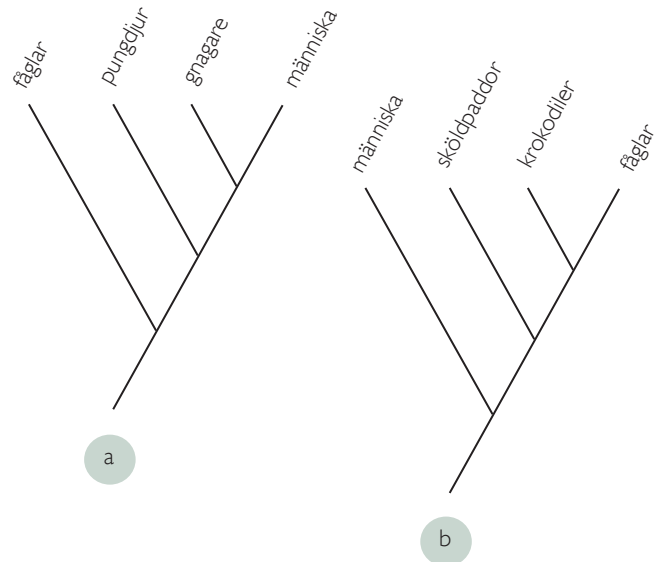 fåglar
pungdjur
gnagare
människa
människa
sköldpaddor
krokodiler
fåglar
a
b